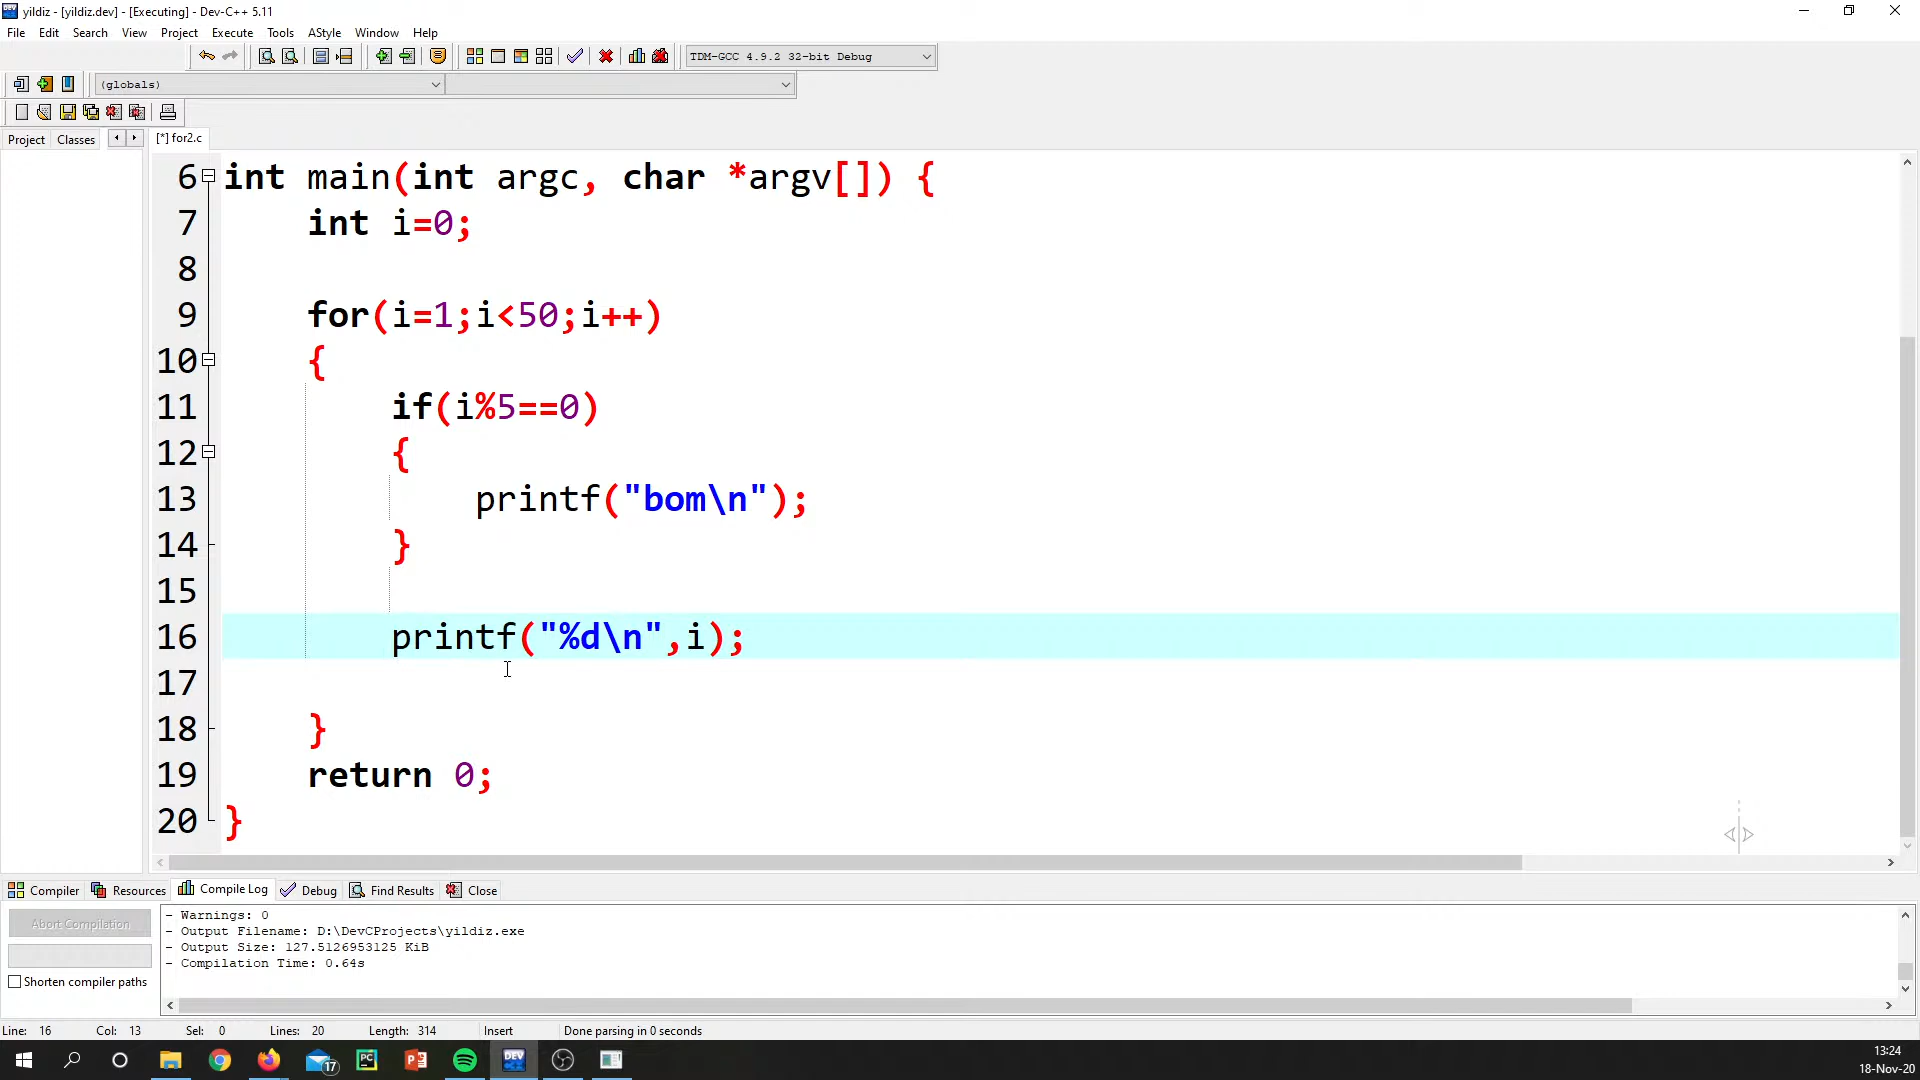 yildiz - [yildiz.dev] - [Executing] - Dev-C++ 5.11
File Edit Search View Project Execute Tools AStyle Window Help
TDM-GCC 4.9.2 32-bit Debug
(globals)
Project Classes [*] for2.c
6 int main(int argc, char *argv[]) {
7 int i=0;
8
9 for(i=1;i<50;i++)
10 {
11 if(i%5==0)
12 {
13 printf("bom\n");
14 }
15
16 printf("%d\n",i);
17
18 }
19 return 0;
20 }
Compiler Resources Compile Log Debug Find Results Close
Abort Compilation
Shorten compiler paths
- Warnings: 0
- Output Filename: D:\DevCProjects\yildiz.exe
- Output Size: 127.5126953125 KiB
- Compilation Time: 0.64s
Line: 16 Col: 13 Sel: 0 Lines: 20 Length: 314 Insert Done parsing in 0 seconds
17
PC
P
DEV
13:24
18-Nov-20